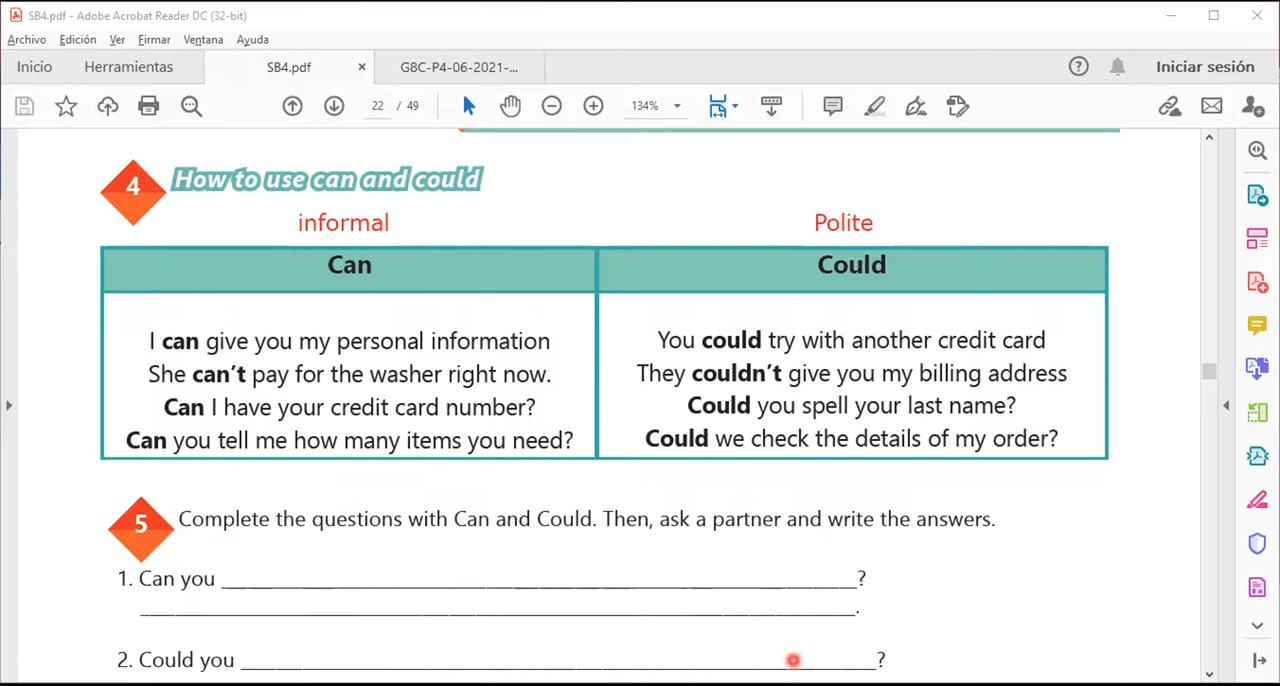 SB4.pdf - Adobe Acrobat Reader DC (32-bit)
Archivo Edición Ver Firmar Ventana Ayuda
Inicio Herramientas SB4.pdf × G8C-P4-06-2021-... Iniciar sesión
22 / 49 134%
4 How to use can and could
informal Polite
Can Could
I can give you my personal information
She can't pay for the washer right now.
Can I have your credit card number?
Can you tell me how many items you need?
You could try with another credit card
They couldn't give you my billing address
Could you spell your last name?
Could we check the details of my order?
5 Complete the questions with Can and Could. Then, ask a partner and write the answers.
1. Can you ______________________________?
______________________________.
2. Could you ______________________________?